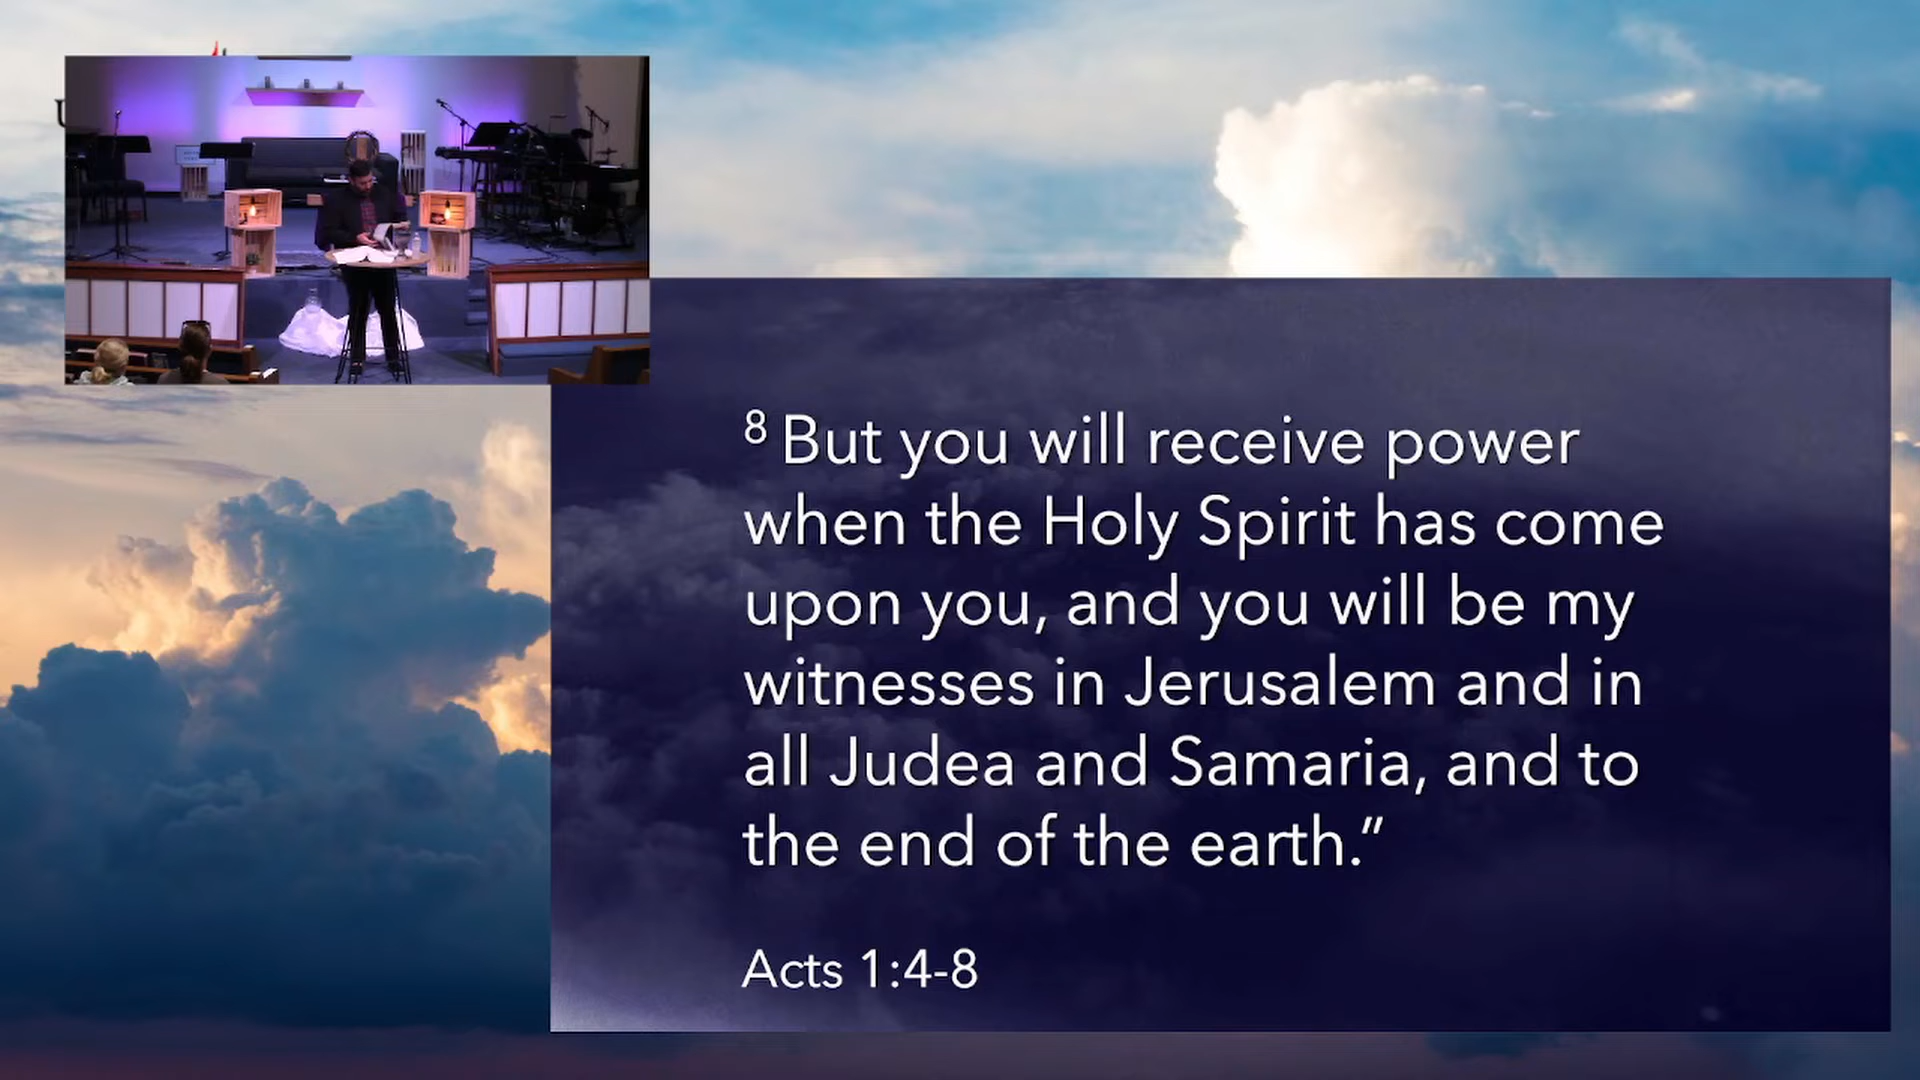 ⁸ But you will receive power
when the Holy Spirit has come
upon you, and you will be my
witnesses in Jerusalem and in
all Judea and Samaria, and to
the end of the earth.”
Acts 1:4-8